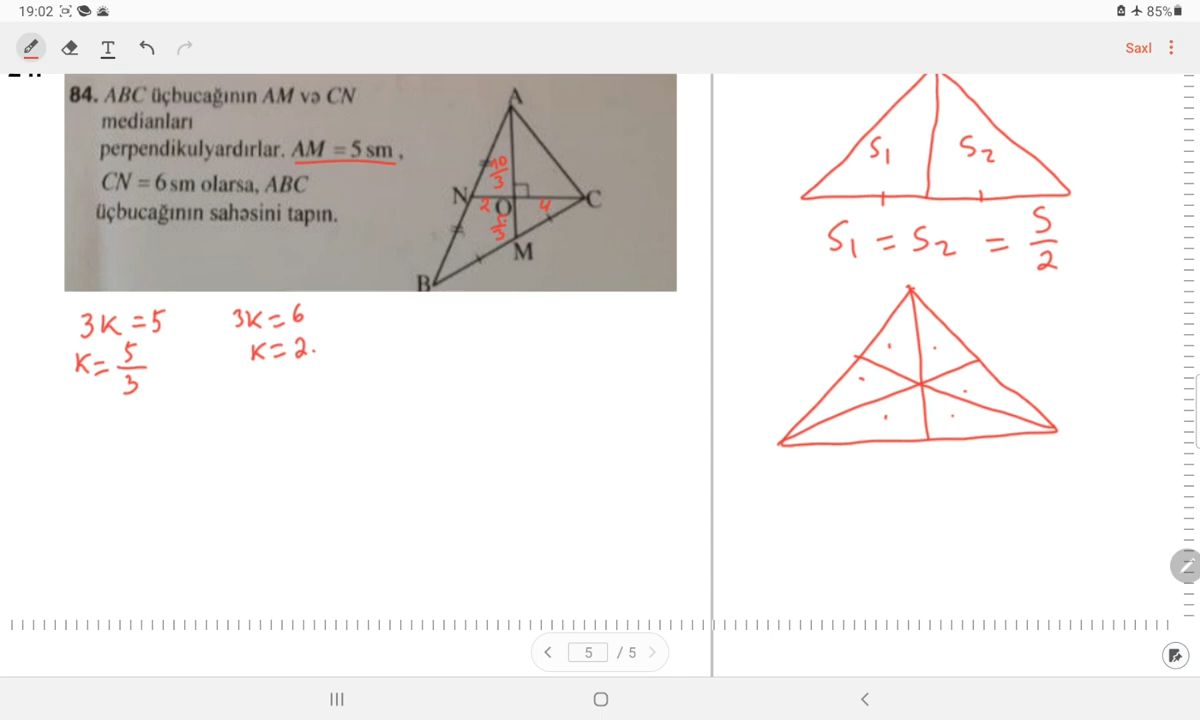 19:02
85%
T
Saxl
84. ABC üçbucağının AM və CN
medianları
perpendikulyardırlar. AM = 5 sm,
CN = 6 sm olarsa, ABC
üçbucağının sahəsini tapın.
A
10/3
N
2
O
4
C
5/3
M
B
3K = 5
K = 5/3
3K = 6
K = 2.
S1
S2
S1 = S2 = S/2
5 / 5